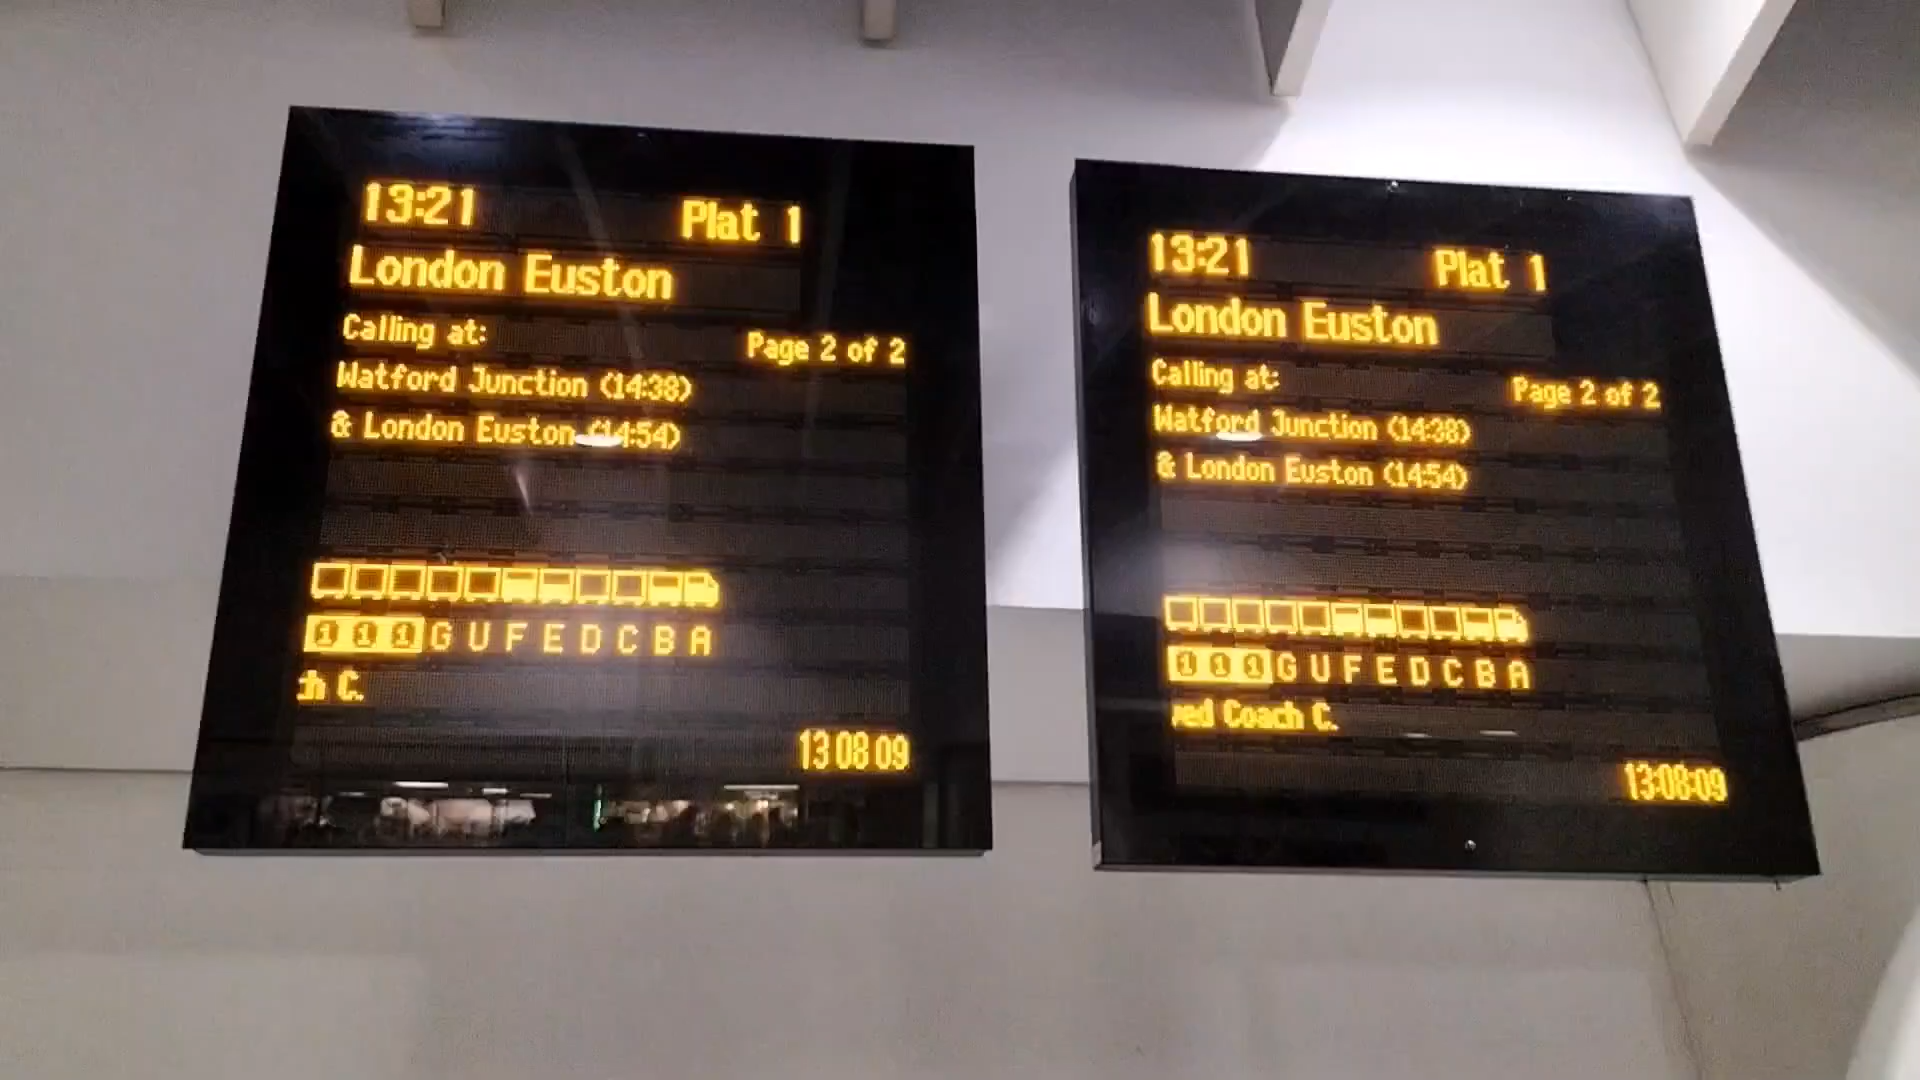 13:21 Plat 1
London Euston
Calling at: Page 2 of 2
Watford Junction (14:38)
& London Euston (14:54)
1 1 1 G U F E D C B A
h C.
13 08 09
13:21 Plat 1
London Euston
Calling at: Page 2 of 2
Watford Junction (14:38)
& London Euston (14:54)
1 1 1 G U F E D C B A
ed Coach C.
13:08:09